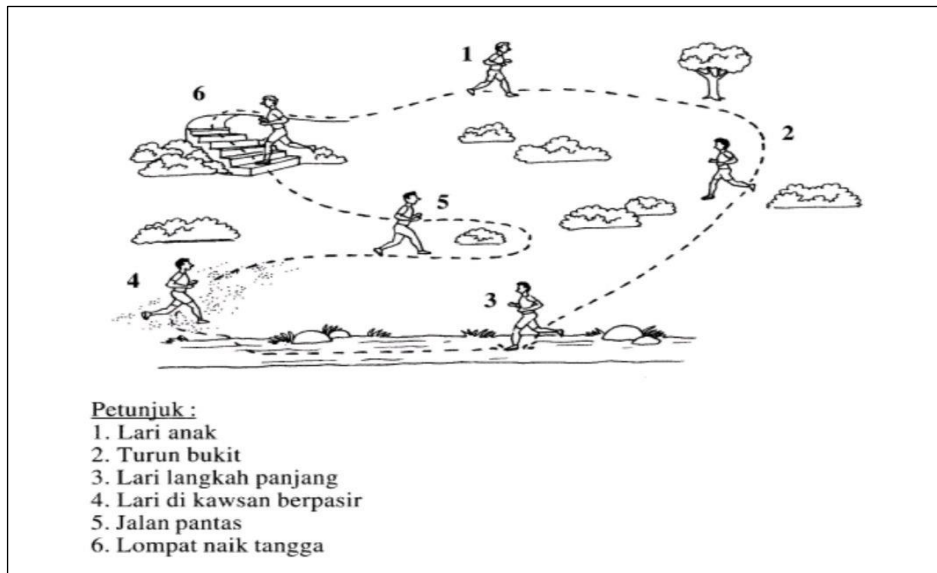 1
6
2
5
4
3
Petunjuk :
1. Lari anak
2. Turun bukit
3. Lari langkah panjang
4. Lari di kawsan berpasir
5. Jalan pantas
6. Lompat naik tangga